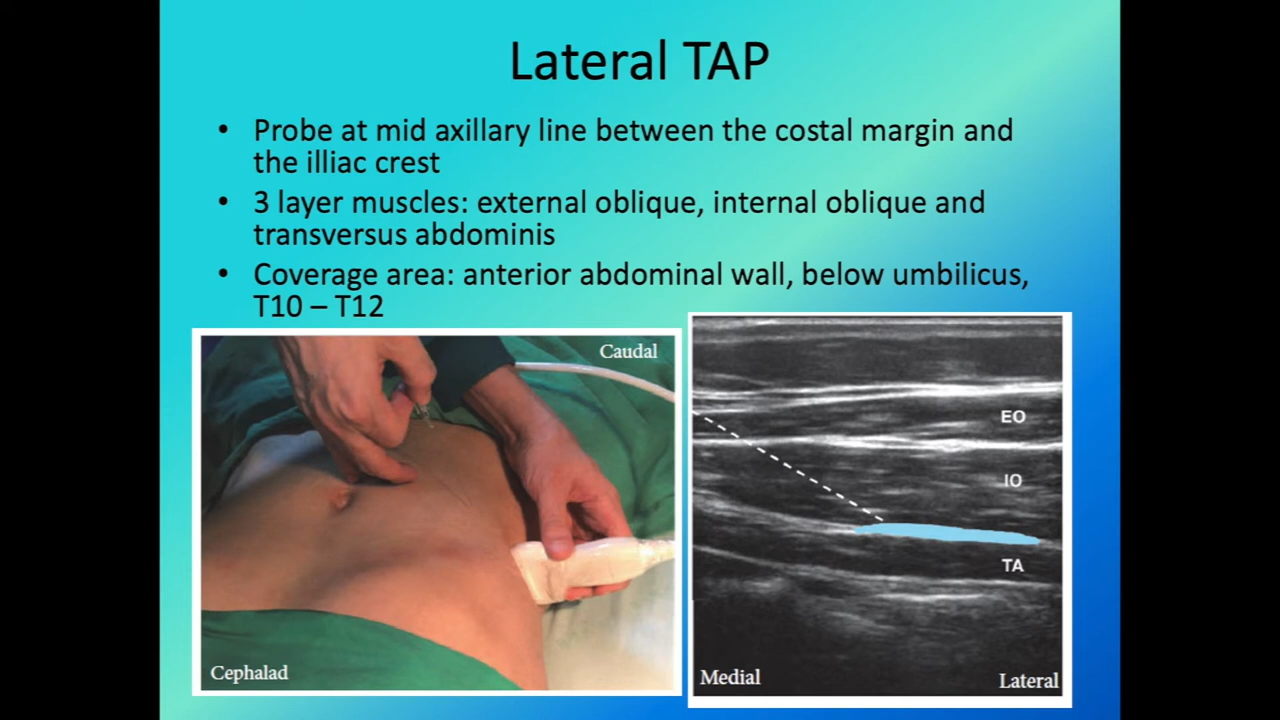 Lateral TAP
• Probe at mid axillary line between the costal margin and
the illiac crest
• 3 layer muscles: external oblique, internal oblique and
transversus abdominis
• Coverage area: anterior abdominal wall, below umbilicus,
T10 – T12
Caudal
Cephalad
EO
IO
TA
Medial
Lateral